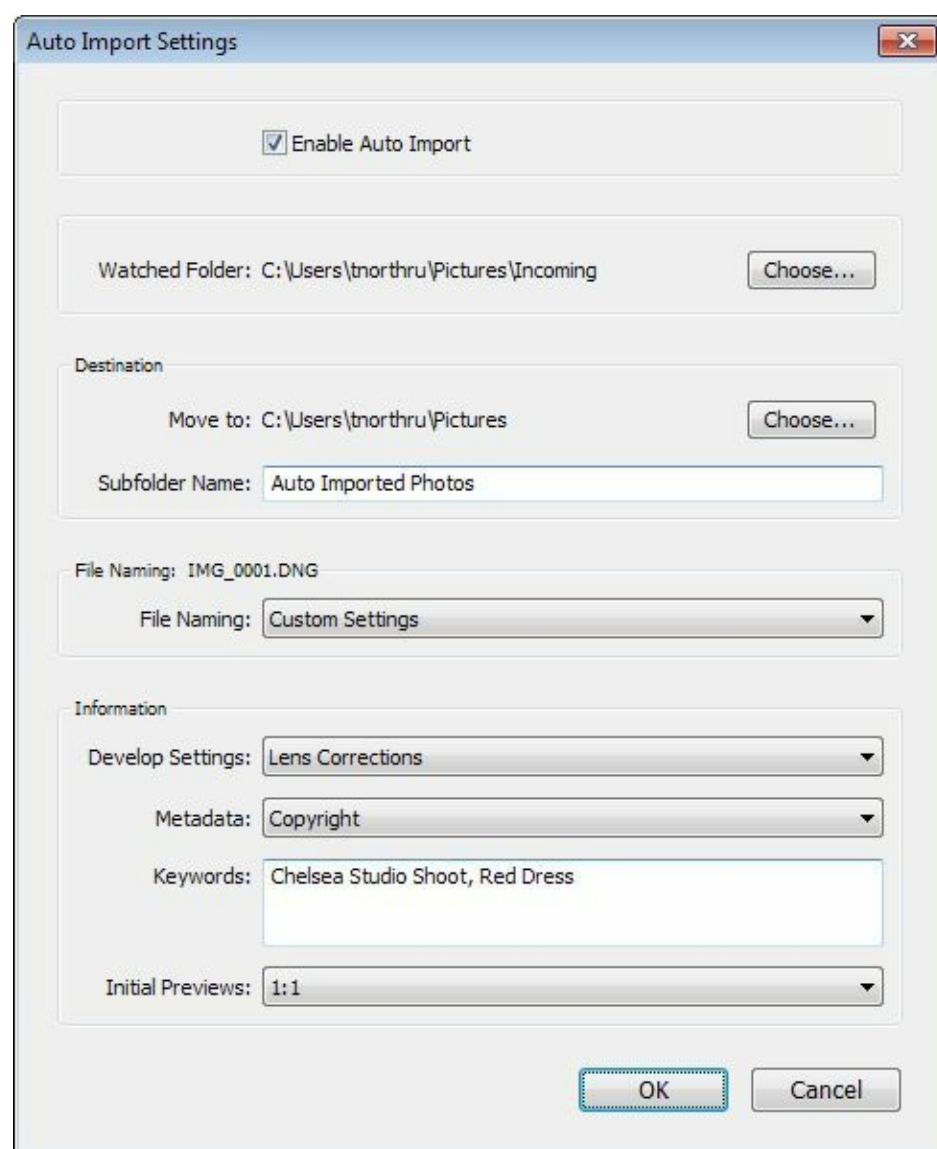 Auto Import Settings
Enable Auto Import
Watched Folder: C:\Users\tnorthru\Pictures\Incoming Choose...
Destination
Move to: C:\Users\tnorthru\Pictures Choose...
Subfolder Name: Auto Imported Photos
File Naming: IMG_0001.DNG
File Naming: Custom Settings
Information
Develop Settings: Lens Corrections
Metadata: Copyright
Keywords: Chelsea Studio Shoot, Red Dress
Initial Previews: 1:1
OK Cancel